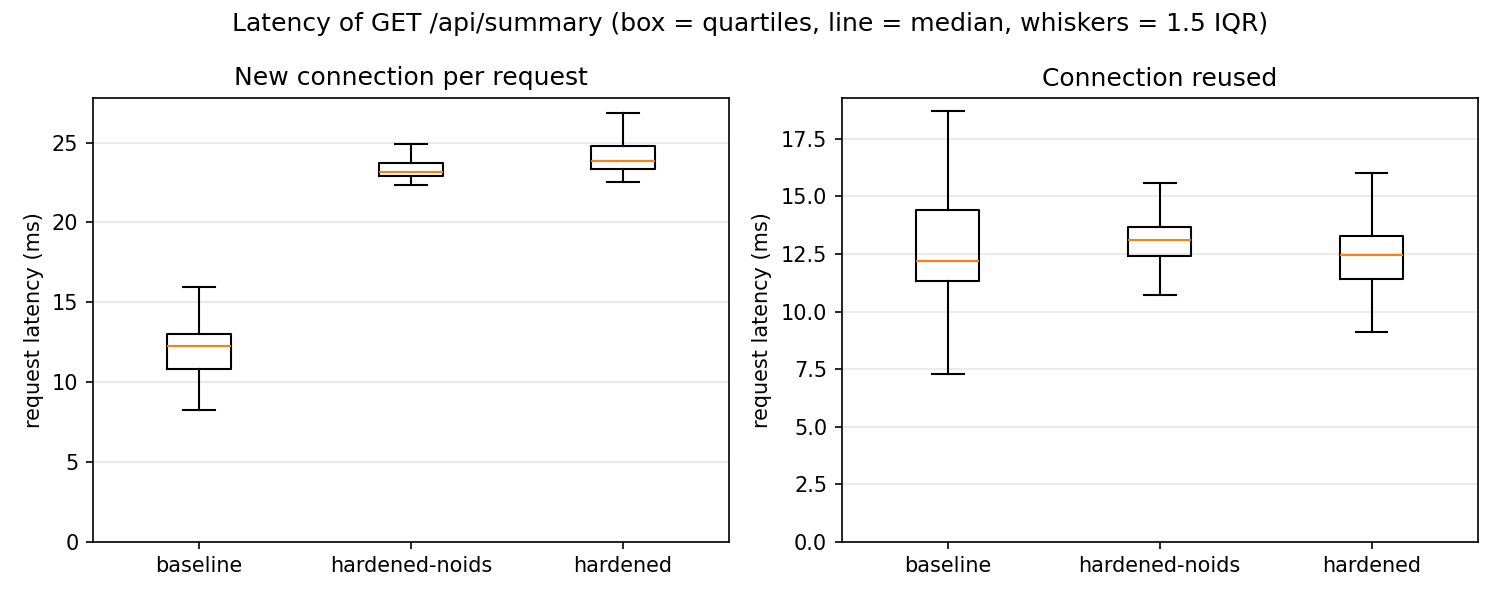 Latency of GET /api/summary (box = quartiles, line = median, whiskers = 1.5 IQR)
New connection per request
request latency (ms)
25
20
15
10
5
0
baseline hardened-noids hardened
Connection reused
request latency (ms)
17.5
15.0
12.5
10.0
7.5
5.0
2.5
0.0
baseline hardened-noids hardened